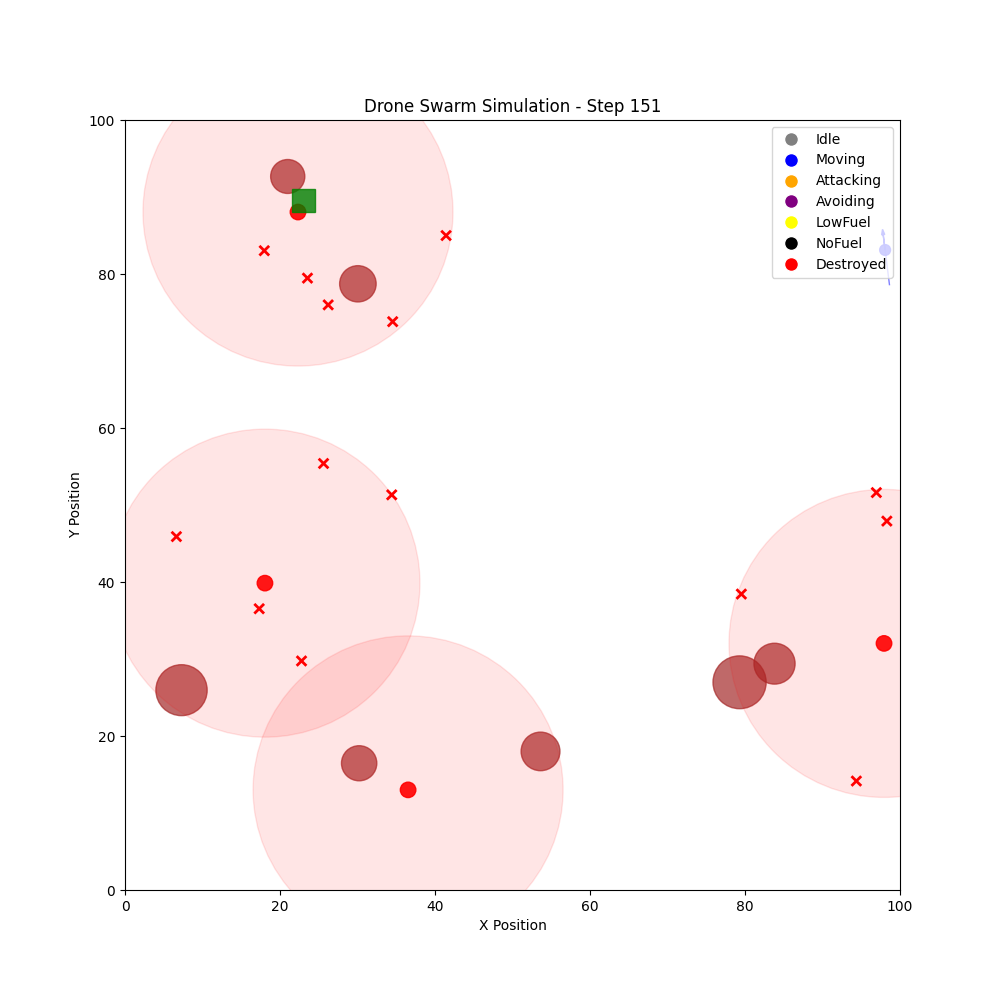 Drone Swarm Simulation - Step 151
100
80
60
40
20
0
Y Position
0 20 40 60 80 100
X Position
Idle
Moving
Attacking
Avoiding
LowFuel
NoFuel
Destroyed